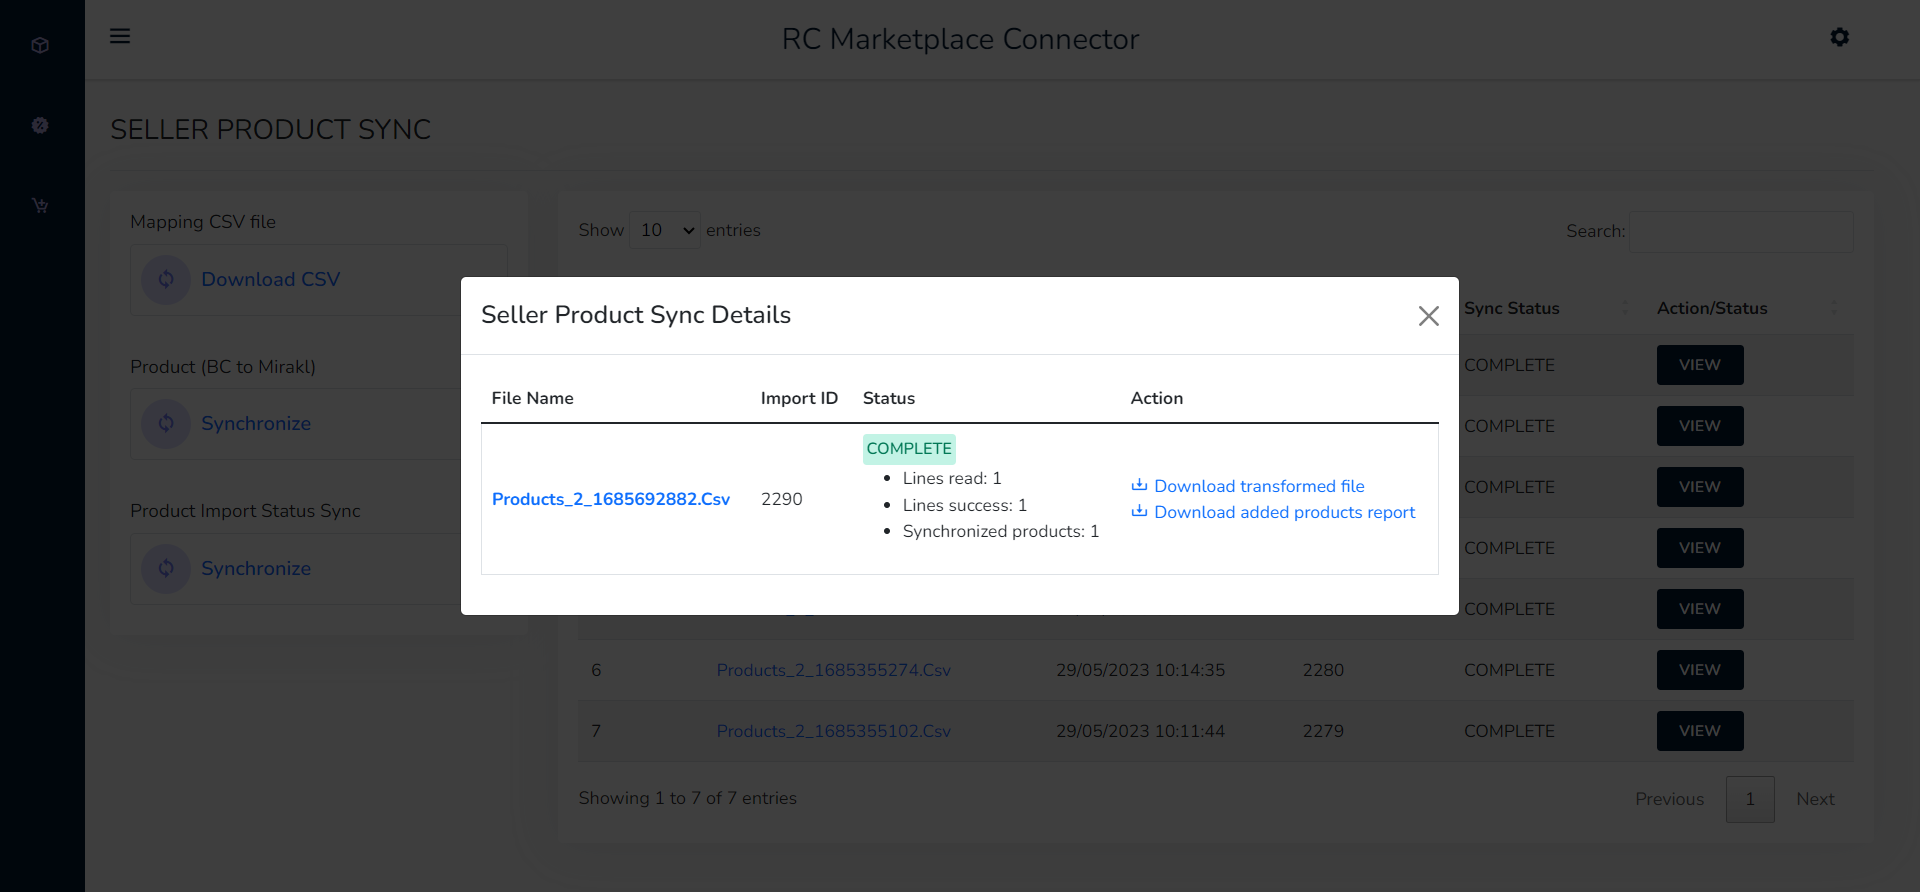 RC Marketplace Connector
SELLER PRODUCT SYNC
Mapping CSV file
Download CSV
Product (BC to Mirakl)
Synchronize
Product Import Status Sync
Synchronize
Show 10 entries
Search:
Sync Status Action/Status
COMPLETE VIEW
COMPLETE VIEW
COMPLETE VIEW
COMPLETE VIEW
COMPLETE VIEW
6 Products_2_1685355274.Csv 29/05/2023 10:14:35 2280 COMPLETE VIEW
7 Products_2_1685355102.Csv 29/05/2023 10:11:44 2279 COMPLETE VIEW
Showing 1 to 7 of 7 entries
Previous 1 Next
Seller Product Sync Details
File Name Import ID Status Action
Products_2_1685692882.Csv 2290
COMPLETE
Lines read: 1
Lines success: 1
Synchronized products: 1
Download transformed file
Download added products report